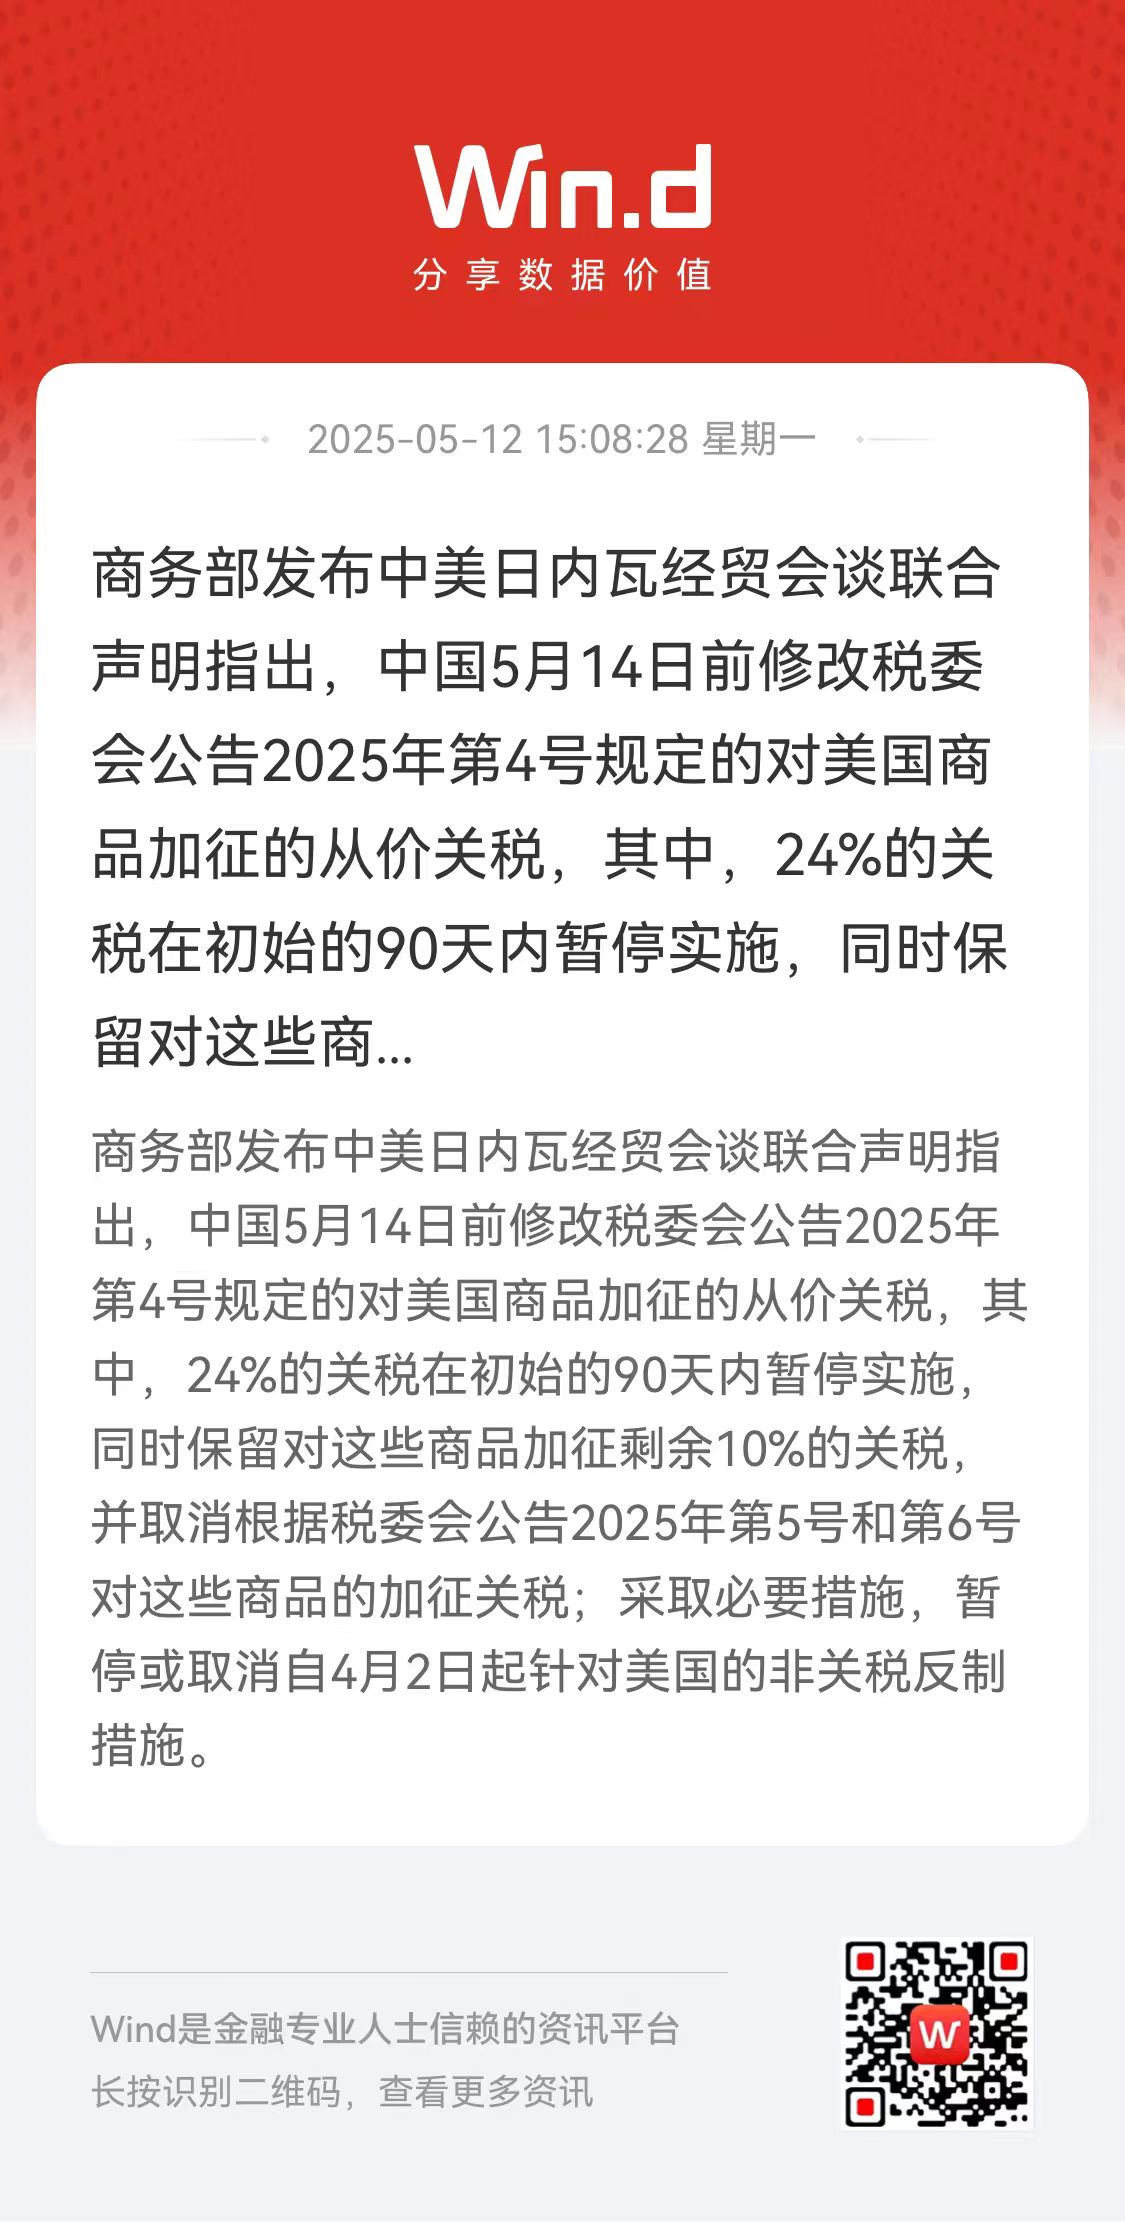 Win.d
分享数据价值
2025-05-12 15:08:28 星期一
商务部发布中美日内瓦经贸会谈联合
声明指出，中国5月14日前修改税委
会公告2025年第4号规定的对美国商
品加征的从价关税，其中，24%的关
税在初始的90天内暂停实施，同时保
留对这些商...
商务部发布中美日内瓦经贸会谈联合声明指
出，中国5月14日前修改税委会公告2025年
第4号规定的对美国商品加征的从价关税，其
中，24%的关税在初始的90天内暂停实施，
同时保留对这些商品加征剩余10%的关税，
并取消根据税委会公告2025年第5号和第6号
对这些商品的加征关税；采取必要措施，暂
停或取消自4月2日起针对美国的非关税反制
措施。
Wind是金融专业人士信赖的资讯平台
长按识别二维码，查看更多资讯
W